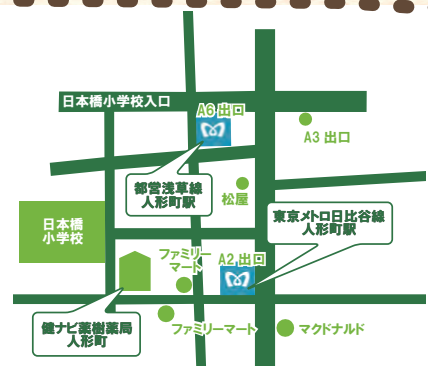 日本橋小学校入口
A6 出口
A3 出口
都営浅草線
人形町駅
松屋
東京メトロ日比谷線
人形町駅
日本橋
小学校
ファミリー
マート
A2 出口
健ナビ薬樹薬局
人形町
ファミリーマート
マクドナルド